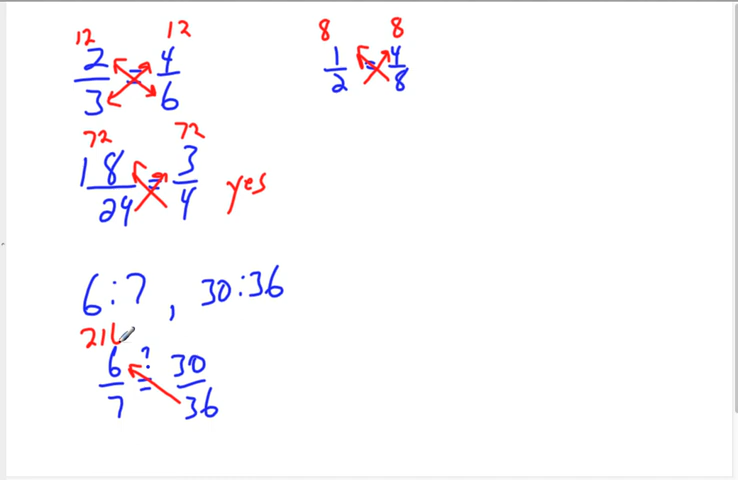 12 12
2/3 = 4/6
8 8
1/2 = 4/8
72 72
18/24 = 3/4 yes
6:7 , 30:36
216
6/7 ?= 30/36